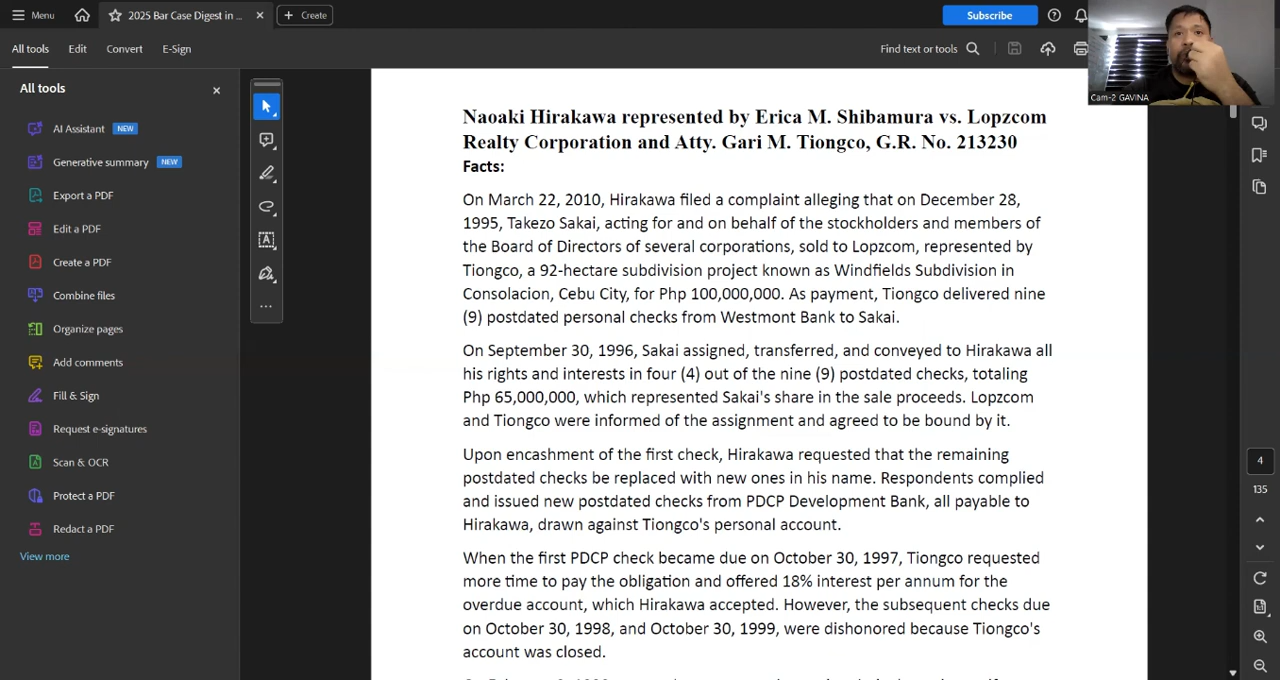 Menu
2025 Bar Case Digest in ...
Create
Subscribe
All tools
Edit
Convert
E-Sign
Find text or tools
Cam-2 GAVINA
All tools
AI Assistant NEW
Generative summary NEW
Export a PDF
Edit a PDF
Create a PDF
Combine files
Organize pages
Add comments
Fill & Sign
Request e-signatures
Scan & OCR
Protect a PDF
Redact a PDF
View more
Naoaki Hirakawa represented by Erica M. Shibamura vs. Lopzcom
Realty Corporation and Atty. Gari M. Tiongco, G.R. No. 213230
Facts:
On March 22, 2010, Hirakawa filed a complaint alleging that on December 28,
1995, Takezo Sakai, acting for and on behalf of the stockholders and members of
the Board of Directors of several corporations, sold to Lopzcom, represented by
Tiongco, a 92-hectare subdivision project known as Windfields Subdivision in
Consolacion, Cebu City, for Php 100,000,000. As payment, Tiongco delivered nine
(9) postdated personal checks from Westmont Bank to Sakai.
On September 30, 1996, Sakai assigned, transferred, and conveyed to Hirakawa all
his rights and interests in four (4) out of the nine (9) postdated checks, totaling
Php 65,000,000, which represented Sakai's share in the sale proceeds. Lopzcom
and Tiongco were informed of the assignment and agreed to be bound by it.
Upon encashment of the first check, Hirakawa requested that the remaining
postdated checks be replaced with new ones in his name. Respondents complied
and issued new postdated checks from PDCP Development Bank, all payable to
Hirakawa, drawn against Tiongco's personal account.
When the first PDCP check became due on October 30, 1997, Tiongco requested
more time to pay the obligation and offered 18% interest per annum for the
overdue account, which Hirakawa accepted. However, the subsequent checks due
on October 30, 1998, and October 30, 1999, were dishonored because Tiongco's
account was closed.
4
135